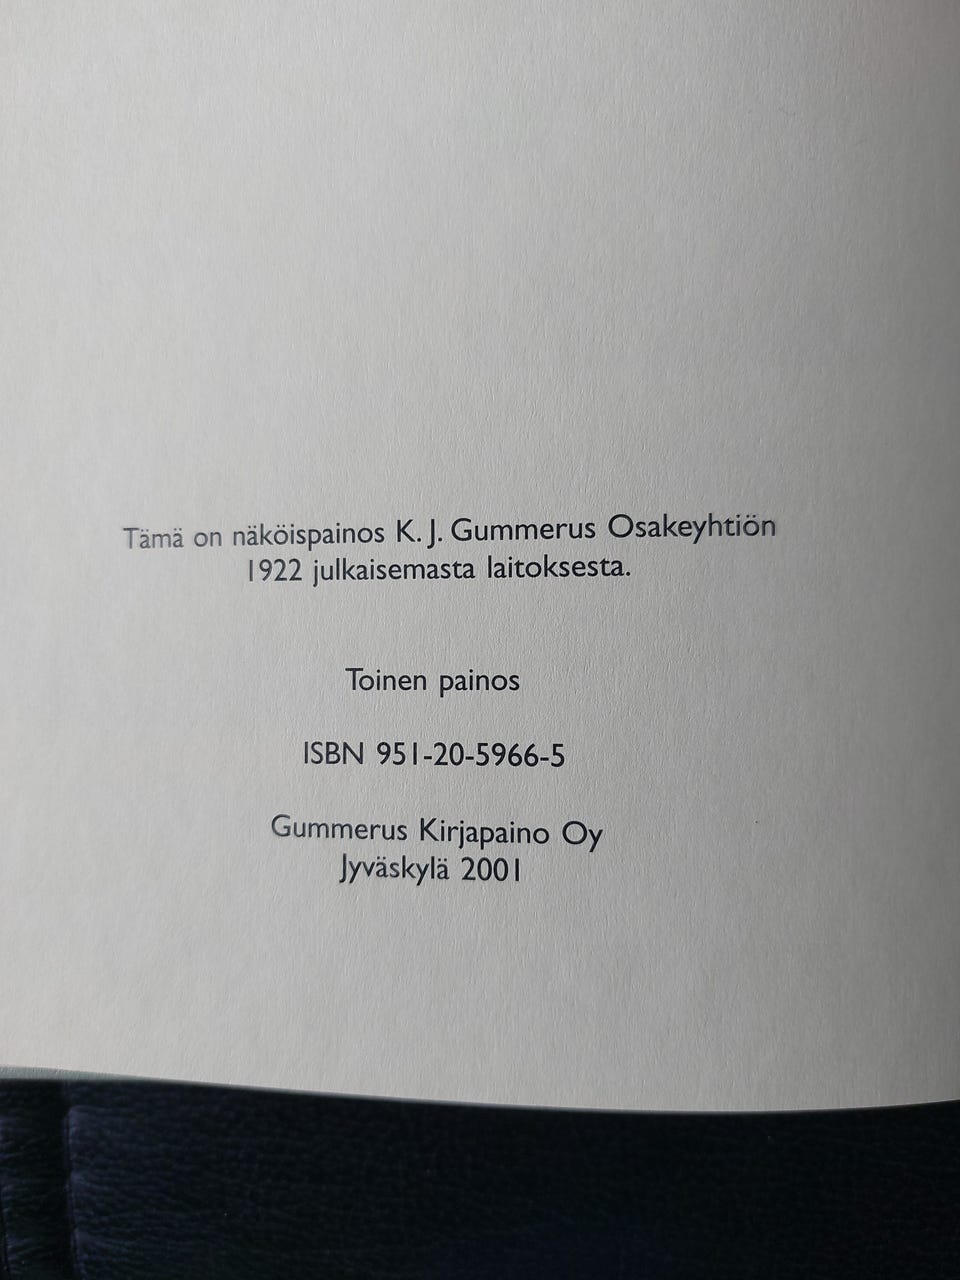 Tämä on näköispainos K. J. Gummerus Osakeyhtiön
1922 julkaisemasta laitoksesta.
Toinen painos
ISBN 951-20-5966-5
Gummerus Kirjapaino Oy
Jyväskylä 2001